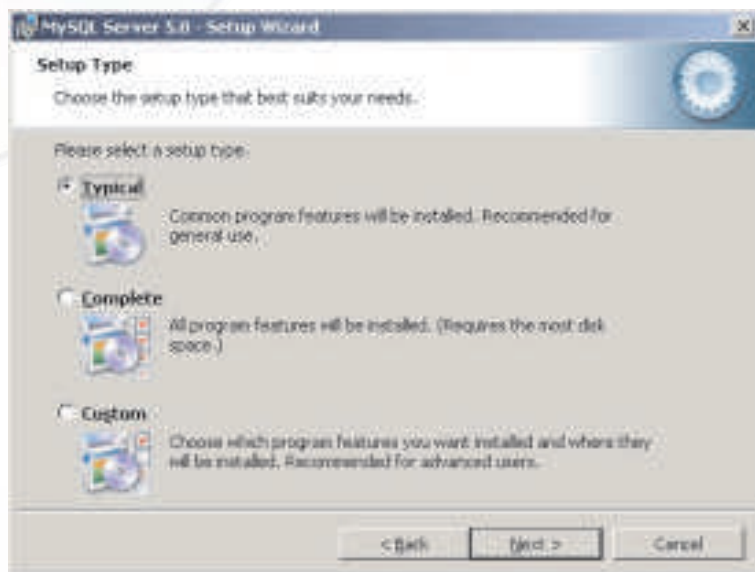 MySQL Server 5.0 - Setup Wizard
Setup Type
Choose the setup type that best suits your needs.
Please select a setup type.
Typical
Common program features will be installed. Recommended for
general use.
Complete
All program features will be installed. (Requires the most disk
space.)
Custom
Choose which program features you want installed and where they
will be installed. Recommended for advanced users.
< Back
Next >
Cancel